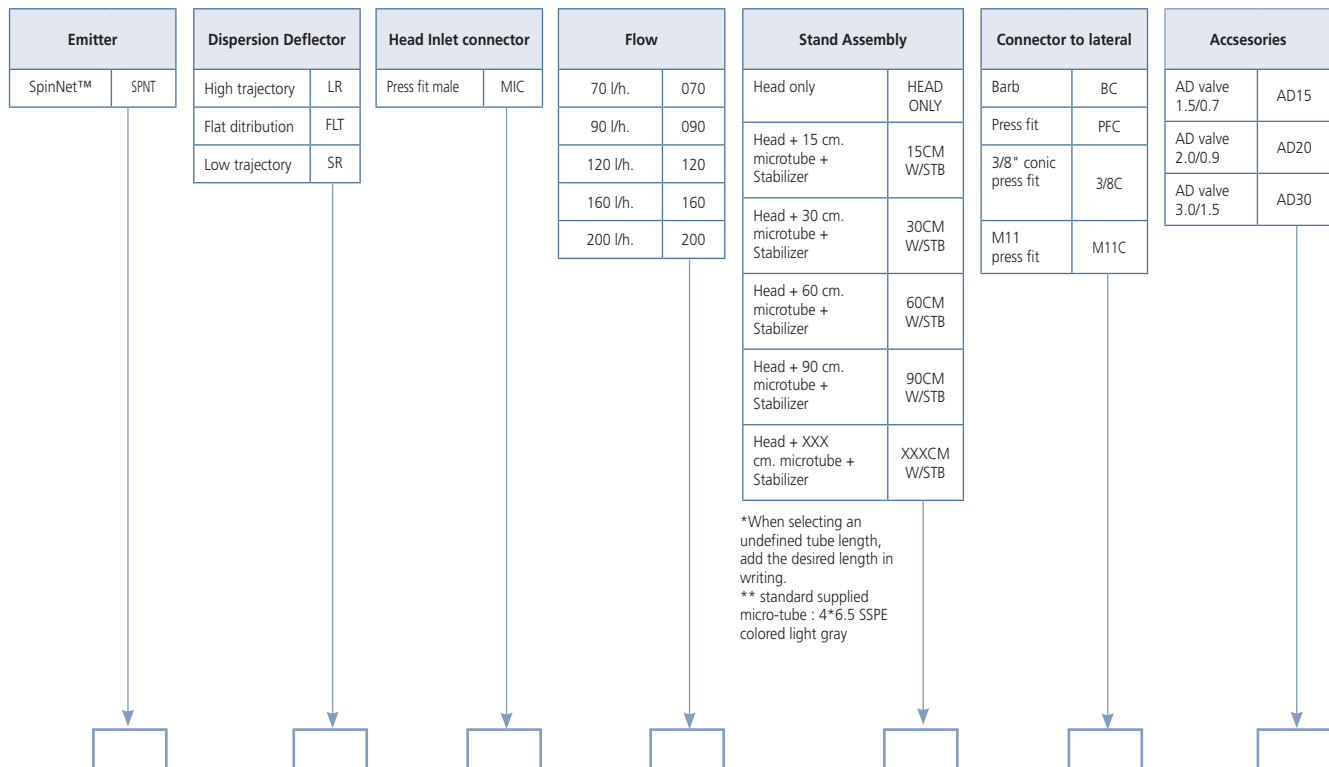 Emitter
SpinNet™ SPNT
Dispersion Deflector
High trajectory LR
Flat ditribution FLT
Low trajectory SR
Head Inlet connector
Press fit male MIC
Flow
70 l/h. 070
90 l/h. 090
120 l/h. 120
160 l/h. 160
200 l/h. 200
Stand Assembly
Head only HEAD
ONLY
Head + 15 cm.
microtube +
Stabilizer
15CM
W/STB
Head + 30 cm.
microtube +
Stabilizer
30CM
W/STB
Head + 60 cm.
microtube +
Stabilizer
60CM
W/STB
Head + 90 cm.
microtube +
Stabilizer
90CM
W/STB
Head + XXX
cm. microtube +
Stabilizer
XXXCM
W/STB
*When selecting an
undefined tube length,
add the desired length in
writing.
** standard supplied
micro-tube : 4*6.5 SSPE
colored light gray
Connector to lateral
Barb BC
Press fit PFC
3/8" conic
press fit
3/8C
M11
press fit
M11C
Accsesories
AD valve
1.5/0.7
AD15
AD valve
2.0/0.9
AD20
AD valve
3.0/1.5
AD30